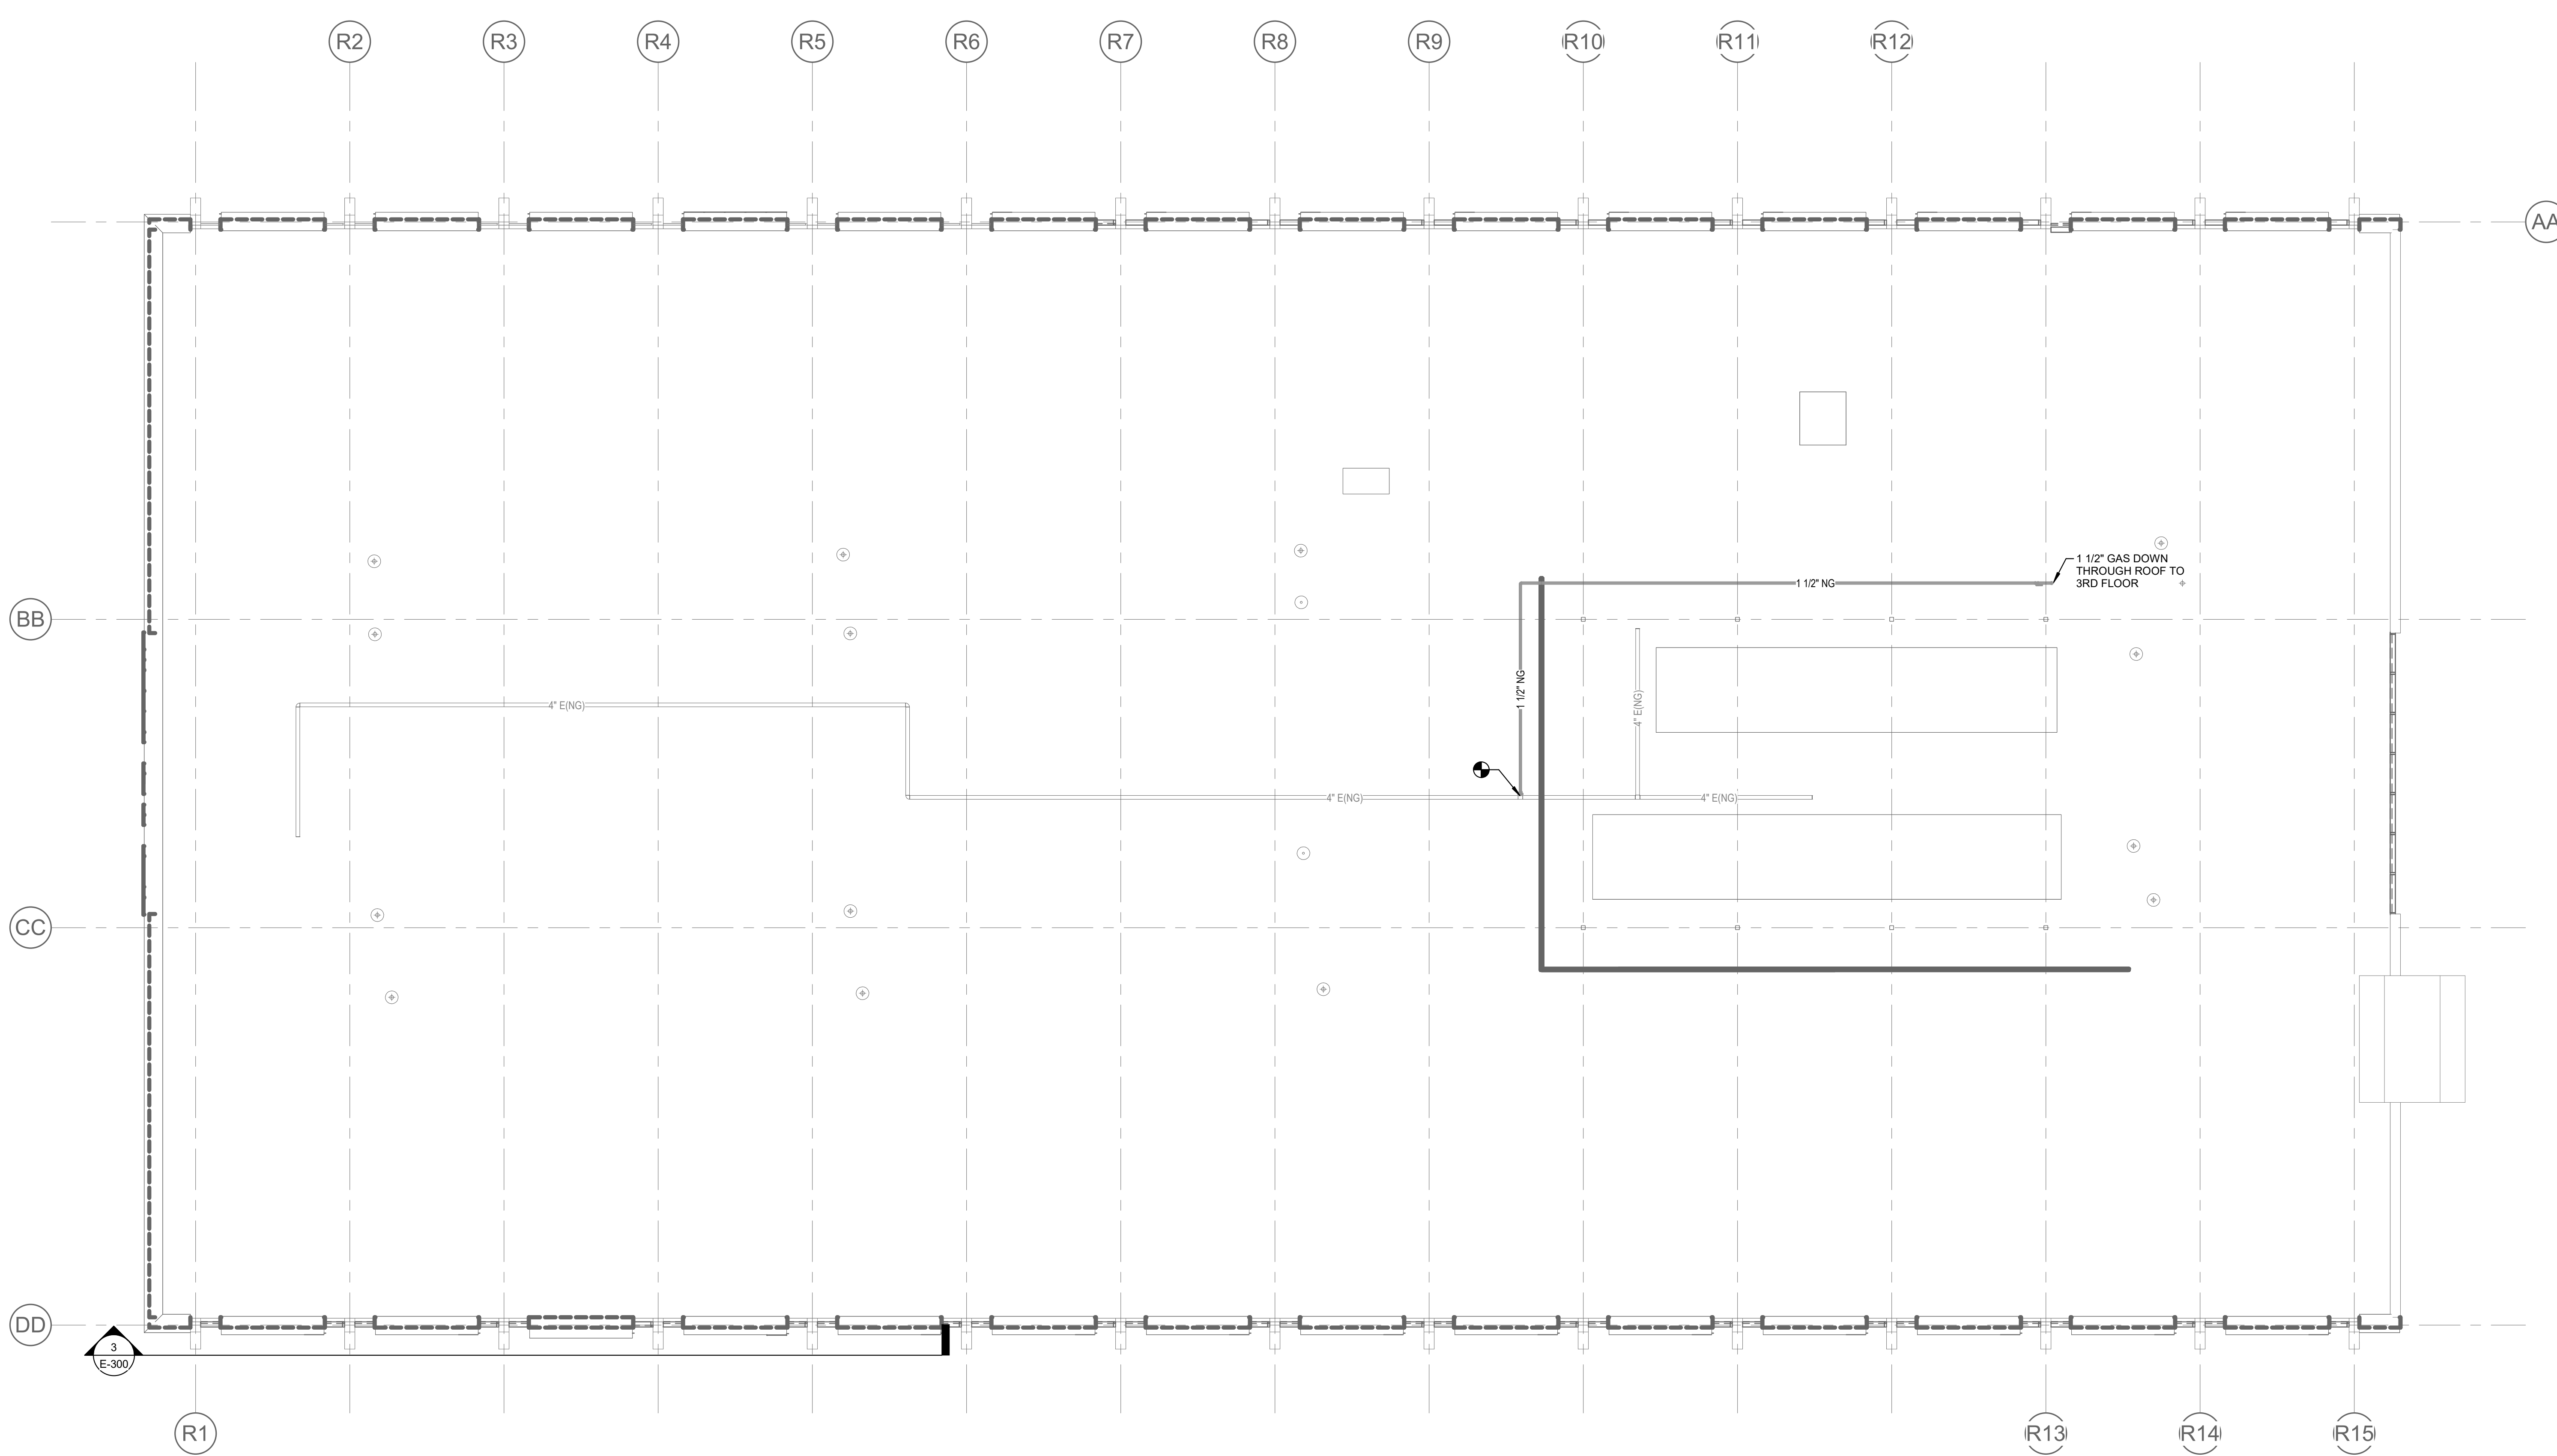 R2 R3 R4 R5 R6 R7 R8 R9 R10 R11 R12
AA
1 1/2" GAS DOWN
THROUGH ROOF TO
3RD FLOOR
1 1/2" NG
BB
1 1/2" NG
4" E(NG)
4" E(NG)
4" E(NG)
4" E(NG)
CC
DD
3
E-300
R1 R13 R14 R15